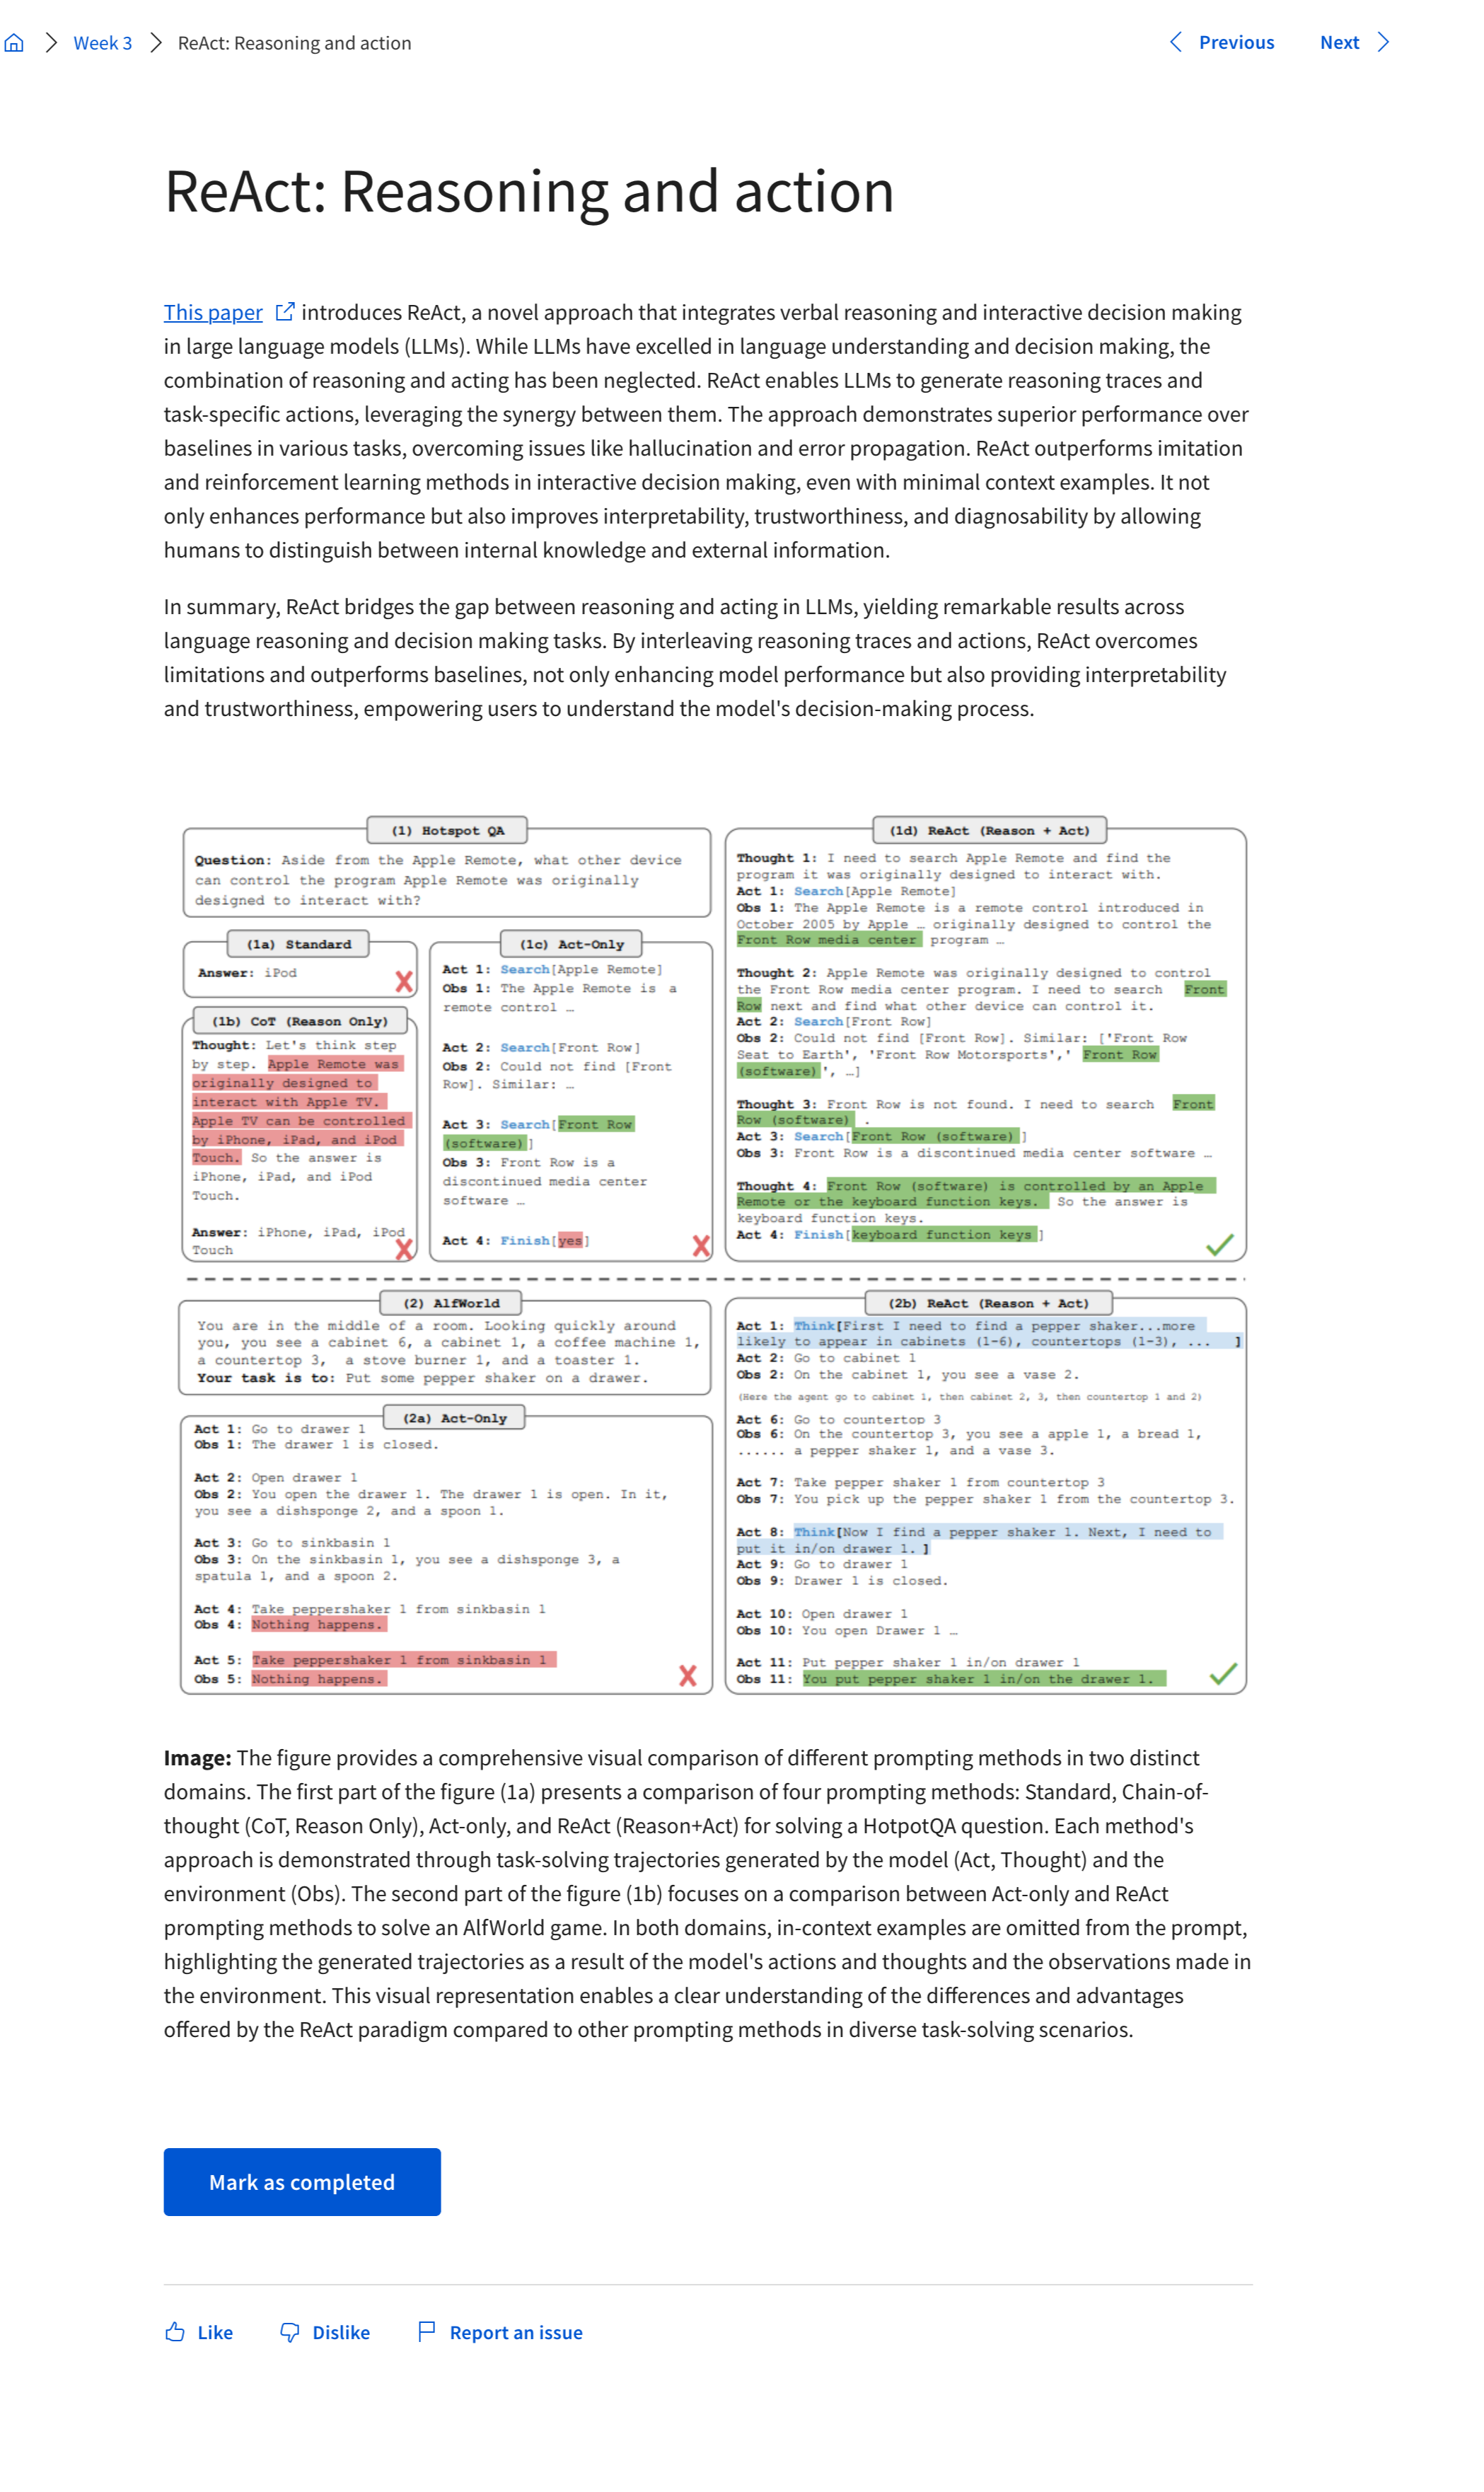 Week 3
ReAct: Reasoning and action
Previous
Next
ReAct: Reasoning and action
This paper introduces ReAct, a novel approach that integrates verbal reasoning and interactive decision making
in large language models (LLMs). While LLMs have excelled in language understanding and decision making, the
combination of reasoning and acting has been neglected. ReAct enables LLMs to generate reasoning traces and
task-specific actions, leveraging the synergy between them. The approach demonstrates superior performance over
baselines in various tasks, overcoming issues like hallucination and error propagation. ReAct outperforms imitation
and reinforcement learning methods in interactive decision making, even with minimal context examples. It not
only enhances performance but also improves interpretability, trustworthiness, and diagnosability by allowing
humans to distinguish between internal knowledge and external information.
In summary, ReAct bridges the gap between reasoning and acting in LLMs, yielding remarkable results across
language reasoning and decision making tasks. By interleaving reasoning traces and actions, ReAct overcomes
limitations and outperforms baselines, not only enhancing model performance but also providing interpretability
and trustworthiness, empowering users to understand the model's decision-making process.
(1) Hotspot QA
Question: Aside from the Apple Remote, what other device
can control the program Apple Remote was originally
designed to interact with?
(1a) Standard
Answer: iPod
(1b) CoT (Reason Only)
Thought: Let's think step
by step. Apple Remote was
originally designed to
interact with Apple TV.
Apple TV can be controlled
by iPhone, iPad, and iPod
Touch. So the answer is
iPhone, iPad, and iPod
Touch.
Answer: iPhone, iPad, iPod
Touch
(1c) Act-Only
Act 1: Search[Apple Remote]
Obs 1: The Apple Remote is a
remote control …
Act 2: Search[Front Row]
Obs 2: Could not find [Front
Row]. Similar: …
Act 3: Search[Front Row
(software)]
Obs 3: Front Row is a
discontinued media center
software …
Act 4: Finish[yes]
(1d) ReAct (Reason + Act)
Thought 1: I need to search Apple Remote and find the
program it was originally designed to interact with.
Act 1: Search[Apple Remote]
Obs 1: The Apple Remote is a remote control introduced in
October 2005 by Apple … originally designed to control the
Front Row media center program …
Thought 2: Apple Remote was originally designed to control
the Front Row media center program. I need to search Front
Row next and find what other device can control it.
Act 2: Search[Front Row]
Obs 2: Could not find [Front Row]. Similar: ['Front Row
Seat to Earth', 'Front Row Motorsports',' Front Row
(software)', …]
Thought 3: Front Row is not found. I need to search Front
Row (software) .
Act 3: Search[Front Row (software) ]
Obs 3: Front Row is a discontinued media center software …
Thought 4: Front Row (software) is controlled by an Apple
Remote or the keyboard function keys. So the answer is
keyboard function keys.
Act 4: Finish[keyboard function keys ]
(2) AlfWorld
You are in the middle of a room. Looking quickly around
you, you see a cabinet 6, a cabinet 1, a coffee machine 1,
a countertop 3, a stove burner 1, and a toaster 1.
Your task is to: Put some pepper shaker on a drawer.
(2a) Act-Only
Act 1: Go to drawer 1
Obs 1: The drawer 1 is closed.
Act 2: Open drawer 1
Obs 2: You open the drawer 1. The drawer 1 is open. In it,
you see a dishsponge 2, and a spoon 1.
Act 3: Go to sinkbasin 1
Obs 3: On the sinkbasin 1, you see a dishsponge 3, a
spatula 1, and a spoon 2.
Act 4: Take peppershaker 1 from sinkbasin 1
Obs 4: Nothing happens.
Act 5: Take peppershaker 1 from sinkbasin 1
Obs 5: Nothing happens.
(2b) ReAct (Reason + Act)
Act 1: Think[First I need to find a pepper shaker...more
likely to appear in cabinets (1-6), countertops (1-3), ... ]
Act 2: Go to cabinet 1
Obs 2: On the cabinet 1, you see a vase 2.
(Here the agent go to cabinet 1, then cabinet 2, 3, then countertop 1 and 2)
Act 6: Go to countertop 3
Obs 6: On the countertop 3, you see a apple 1, a bread 1,
...... a pepper shaker 1, and a vase 3.
Act 7: Take pepper shaker 1 from countertop 3
Obs 7: You pick up the pepper shaker 1 from the countertop 3.
Act 8: Think[Now I find a pepper shaker 1. Next, I need to
put it in/on drawer 1. ]
Act 9: Go to drawer 1
Obs 9: Drawer 1 is closed.
Act 10: Open drawer 1
Obs 10: You open Drawer 1 …
Act 11: Put pepper shaker 1 in/on drawer 1
Obs 11: You put pepper shaker 1 in/on the drawer 1.
Image: The figure provides a comprehensive visual comparison of different prompting methods in two distinct
domains. The first part of the figure (1a) presents a comparison of four prompting methods: Standard, Chain-of-
thought (CoT, Reason Only), Act-only, and ReAct (Reason+Act) for solving a HotpotQA question. Each method's
approach is demonstrated through task-solving trajectories generated by the model (Act, Thought) and the
environment (Obs). The second part of the figure (1b) focuses on a comparison between Act-only and ReAct
prompting methods to solve an AlfWorld game. In both domains, in-context examples are omitted from the prompt,
highlighting the generated trajectories as a result of the model's actions and thoughts and the observations made in
the environment. This visual representation enables a clear understanding of the differences and advantages
offered by the ReAct paradigm compared to other prompting methods in diverse task-solving scenarios.
Mark as completed
Like
Dislike
Report an issue